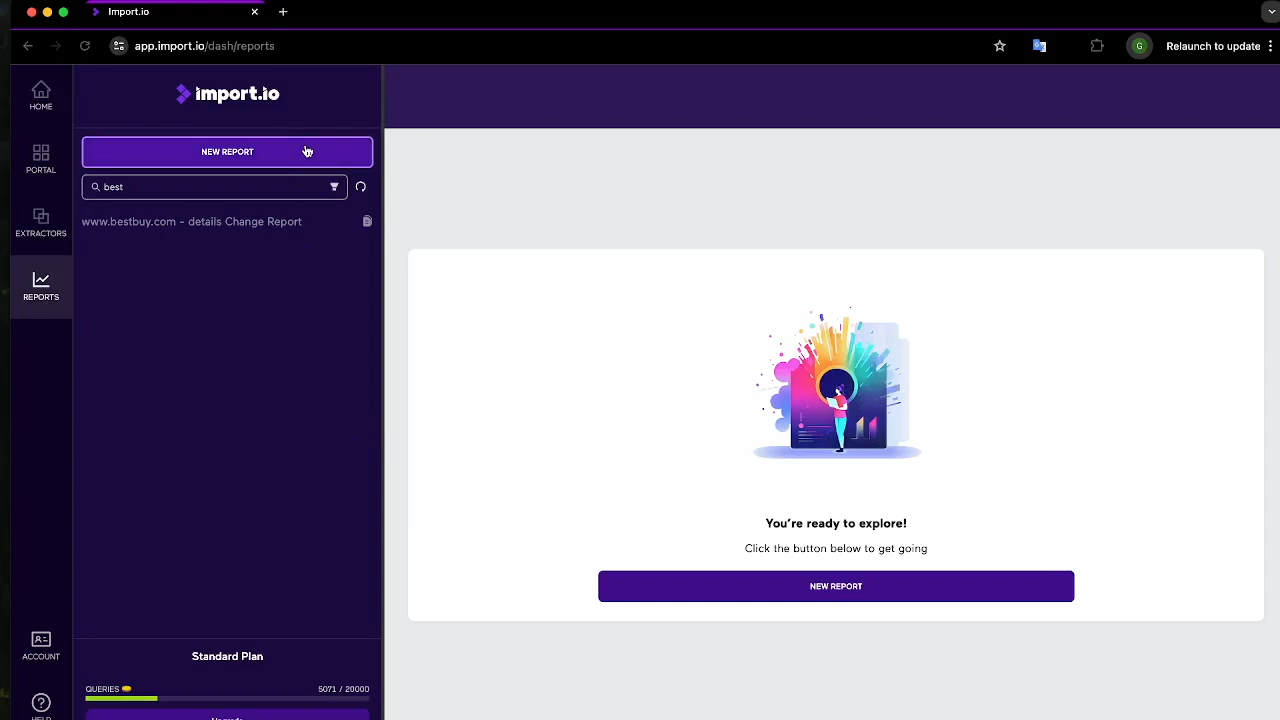 Import.io
app.import.io/dash/reports
G
Relaunch to update
HOME
PORTAL
EXTRACTORS
REPORTS
ACCOUNT
import.io
NEW REPORT
best
www.bestbuy.com - details Change Report
Standard Plan
QUERIES 5071 / 20000
You're ready to explore!
Click the button below to get going
NEW REPORT